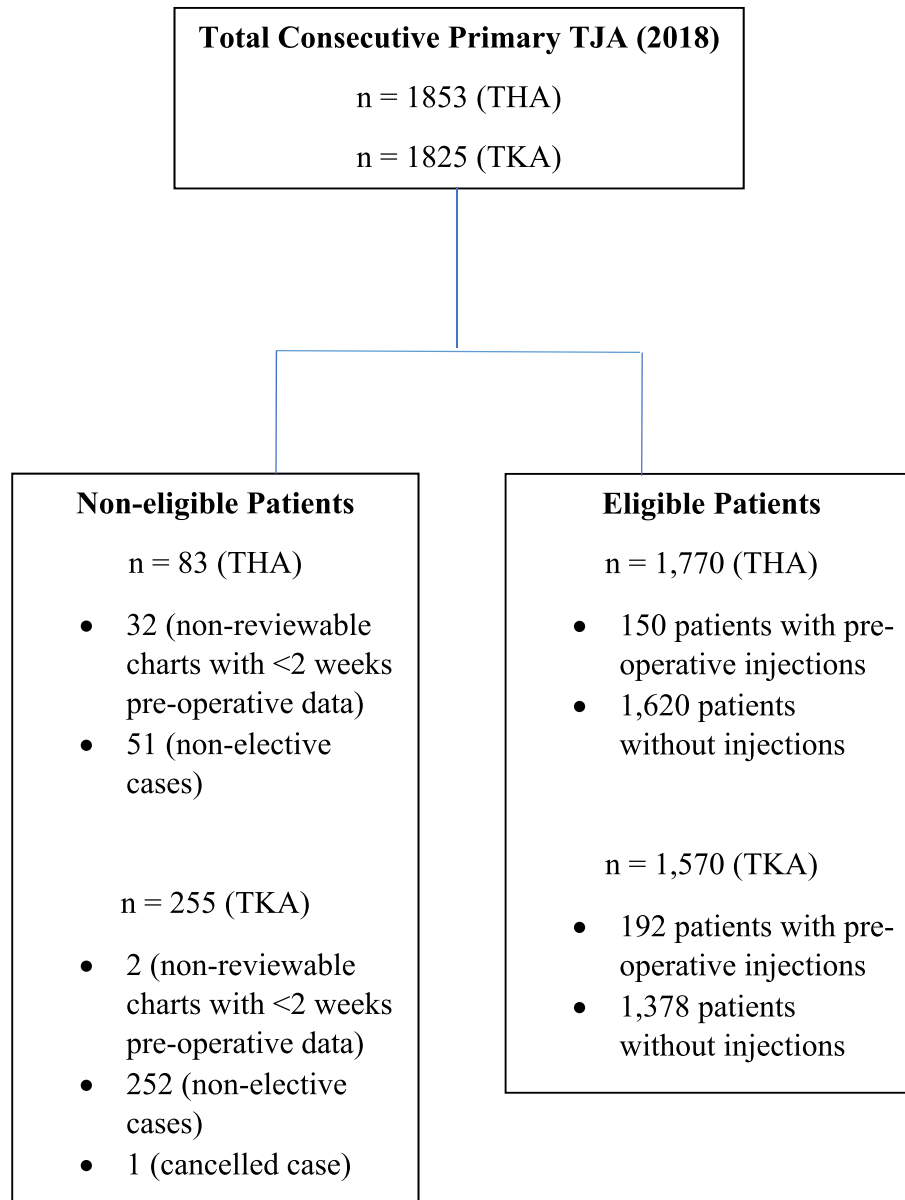 Total Consecutive Primary TJA (2018)
n = 1853 (THA)
n = 1825 (TKA)
Non-eligible Patients
n = 83 (THA)
• 32 (non-reviewable
charts with <2 weeks
pre-operative data)
• 51 (non-elective
cases)
n = 255 (TKA)
• 2 (non-reviewable
charts with <2 weeks
pre-operative data)
• 252 (non-elective
cases)
• 1 (cancelled case)
Eligible Patients
n = 1,770 (THA)
• 150 patients with pre-
operative injections
• 1,620 patients
without injections
n = 1,570 (TKA)
• 192 patients with pre-
operative injections
• 1,378 patients
without injections